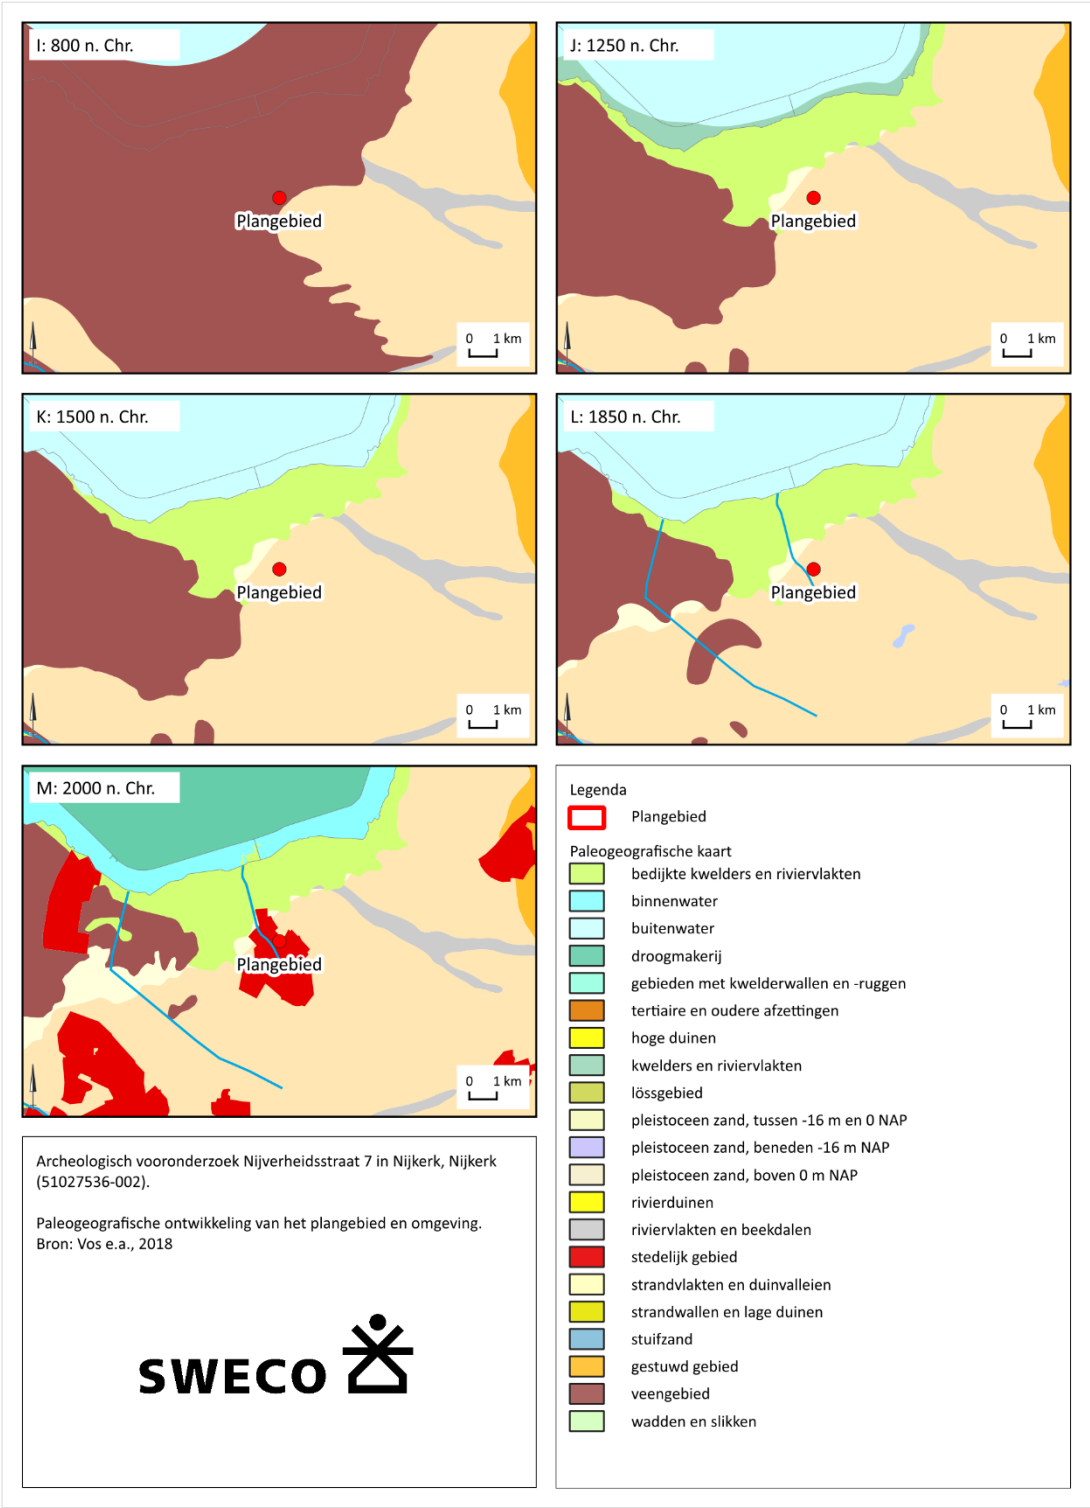 I: 800 n. Chr.
Plangebied
0 1 km
J: 1250 n. Chr.
Plangebied
0 1 km
K: 1500 n. Chr.
Plangebied
0 1 km
L: 1850 n. Chr.
Plangebied
0 1 km
M: 2000 n. Chr.
Plangebied
0 1 km
Legenda
Plangebied
Paleogeografische kaart
bedijkte kwelders en riviervlakten
binnenwater
buitenwater
droogmakerij
gebieden met kwelderwallen en -ruggen
tertiaire en oudere afzettingen
hoge duinen
kwelders en riviervlakten
lössgebied
pleistoceen zand, tussen -16 m en 0 NAP
pleistoceen zand, beneden -16 m NAP
pleistoceen zand, boven 0 m NAP
rivierduinen
riviervlakten en beekdalen
stedelijk gebied
strandvlakten en duinvalleien
strandwallen en lage duinen
stuifzand
gestuwd gebied
veengebied
wadden en slikken
Archeologisch vooronderzoek Nijverheidsstraat 7 in Nijkerk, Nijkerk
(51027536-002).
Paleogeografische ontwikkeling van het plangebied en omgeving.
Bron: Vos e.a., 2018
SWECO